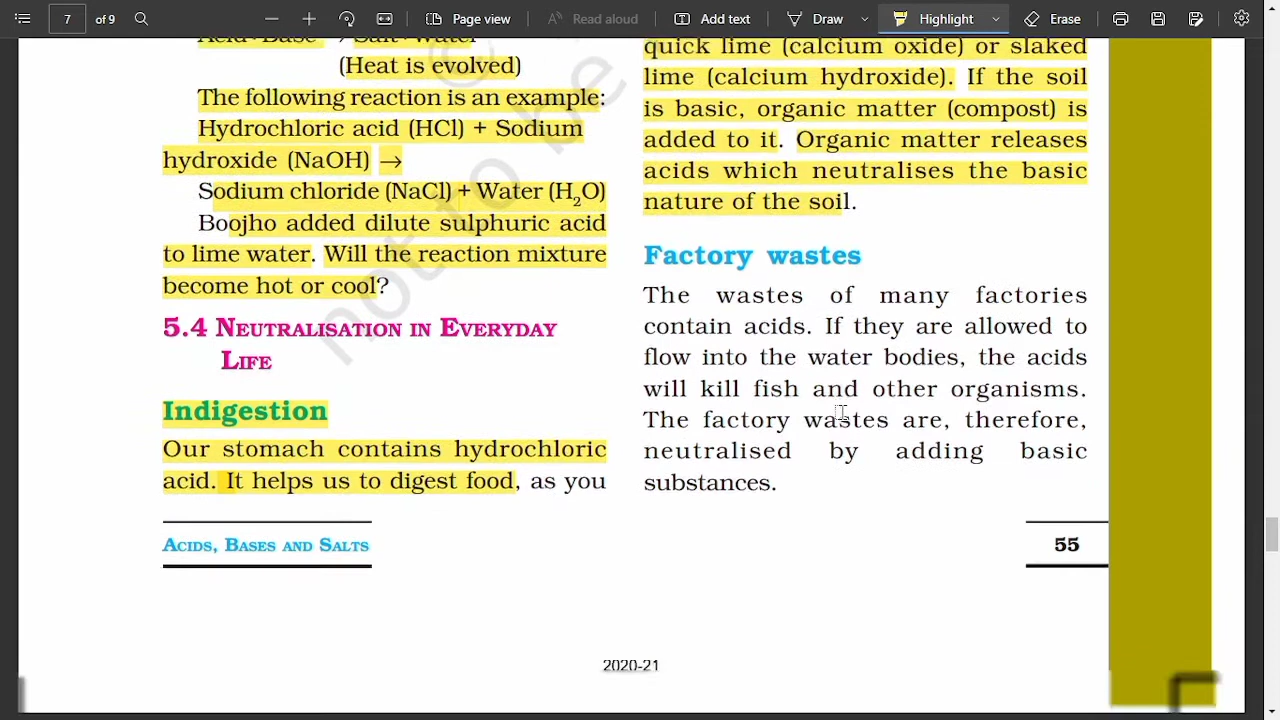 7
of 9
Page view
Read aloud
Add text
Draw
Highlight
Erase
Acid+Base → Salt+Water
(Heat is evolved)
The following reaction is an example:
Hydrochloric acid (HCl) + Sodium
hydroxide (NaOH) →
Sodium chloride (NaCl) + Water (H₂O)
Boojho added dilute sulphuric acid
to lime water. Will the reaction mixture
become hot or cool?
5.4 NEUTRALISATION IN EVERYDAY
LIFE
Indigestion
Our stomach contains hydrochloric
acid. It helps us to digest food, as you
quick lime (calcium oxide) or slaked
lime (calcium hydroxide). If the soil
is basic, organic matter (compost) is
added to it. Organic matter releases
acids which neutralises the basic
nature of the soil.
Factory wastes
The wastes of many factories
contain acids. If they are allowed to
flow into the water bodies, the acids
will kill fish and other organisms.
The factory wastes are, therefore,
neutralised by adding basic
substances.
ACIDS, BASES AND SALTS
55
2020-21
©
not to be